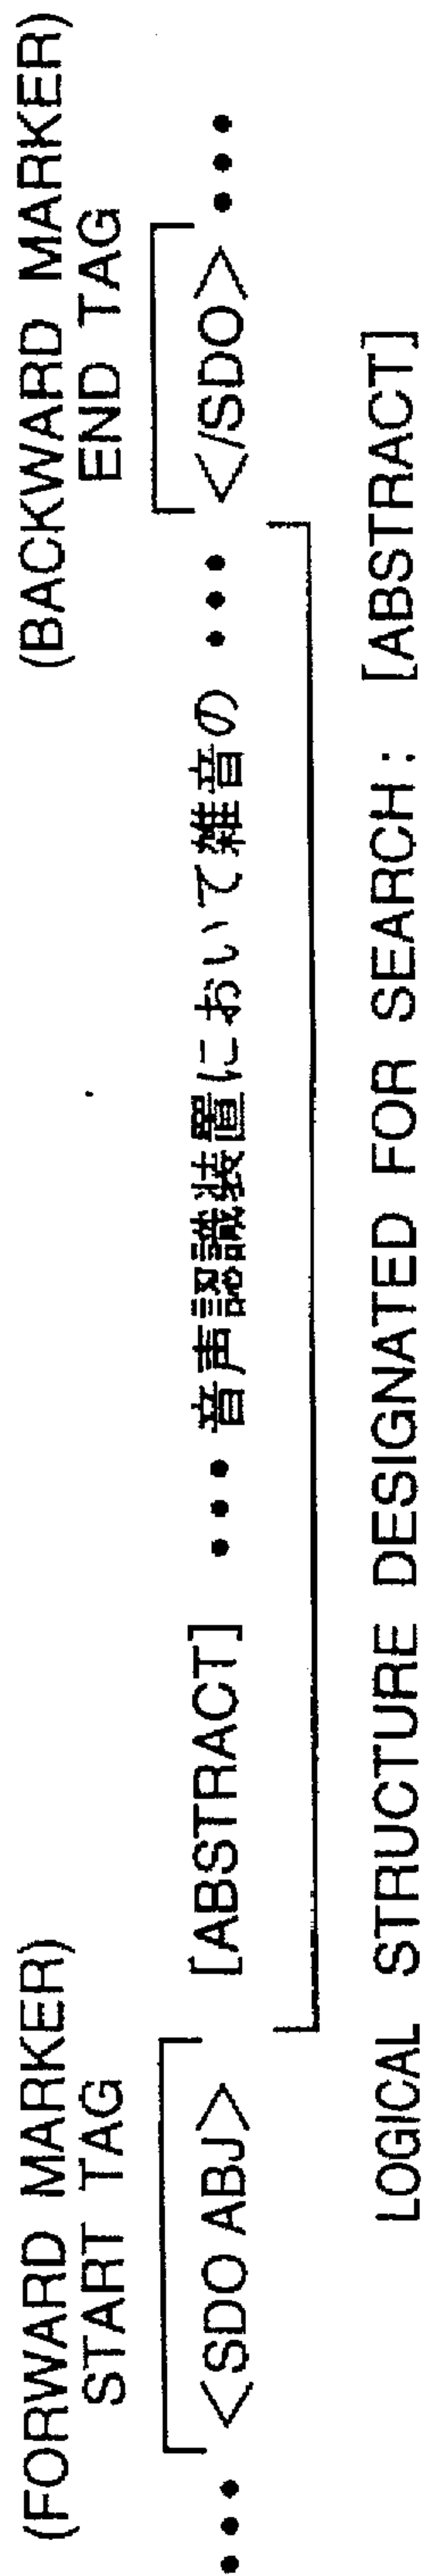 (FORWARD MARKER) (BACKWARD MARKER)
START TAG END TAG
••• <SDO ABJ> [ABSTRACT] ••• 音声認識装置において雑音の ••• </SDO> •••
LOGICAL STRUCTURE DESIGNATED FOR SEARCH: [ABSTRACT]